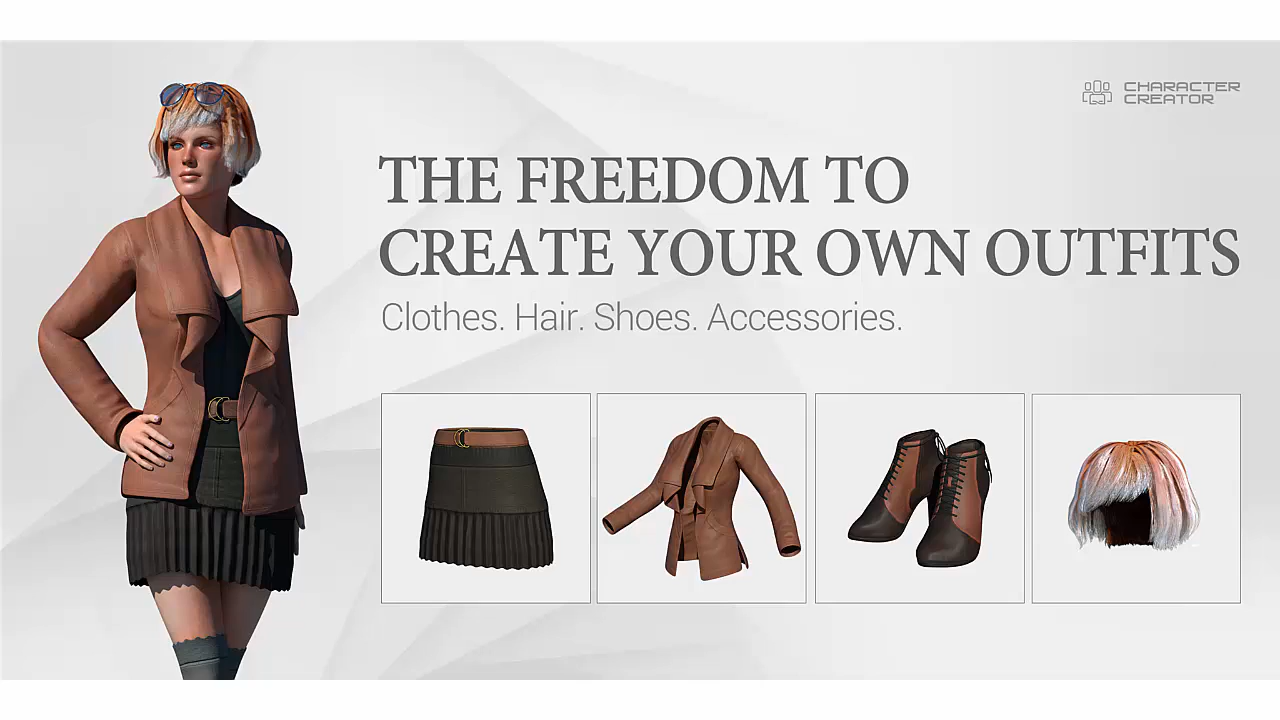 CHARACTER
CREATOR
THE FREEDOM TO
CREATE YOUR OWN OUTFITS
Clothes. Hair. Shoes. Accessories.